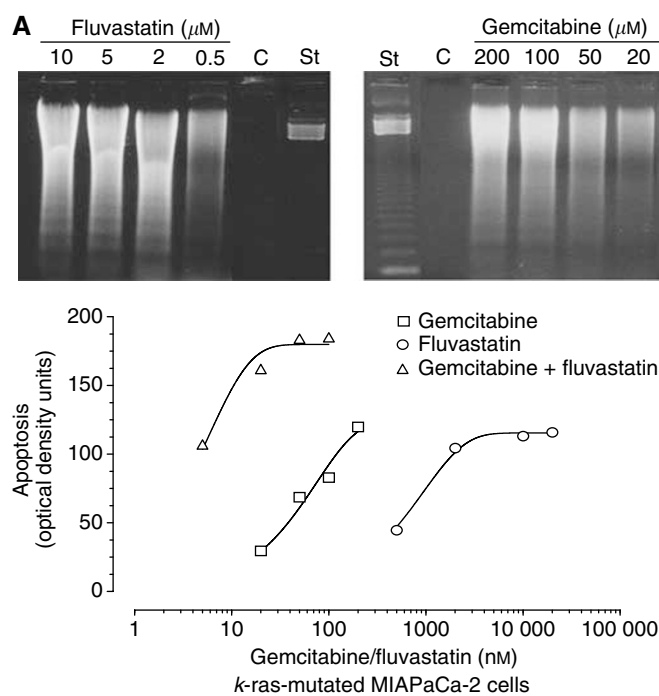 A
Fluvastatin (µM)
10 5 2 0.5 C St
Gemcitabine (µM)
St C 200 100 50 20
Gemcitabine
Fluvastatin
Gemcitabine + fluvastatin
Apoptosis
(optical density units)
200
150
100
50
0
1 10 100 1000 10 000 100 000
Gemcitabine/fluvastatin (nM)
k-ras-mutated MIAPaCa-2 cells